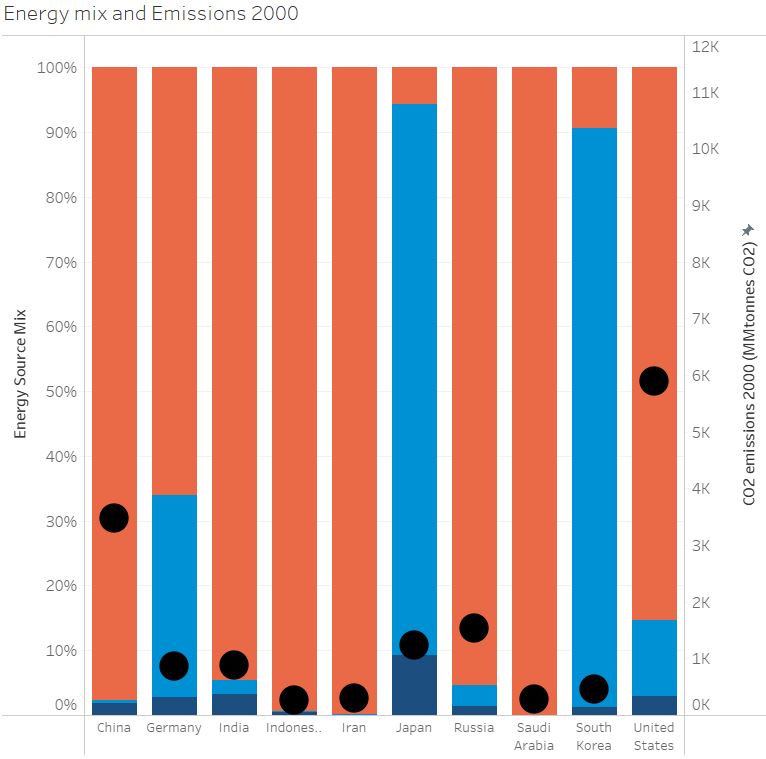 Energy mix and Emissions 2000
12K
100%
11K
90%
10K
80%
9K
70%
8K
60%
7K
50%
6K
40%
5K
30%
4K
20%
3K
10%
2K
0%
1K
0K
Energy Source Mix
CO2 emissions 2000 (MMtonnes CO2)
China
Germany
India
Indones..
Iran
Japan
Russia
Saudi
Arabia
South
Korea
United
States